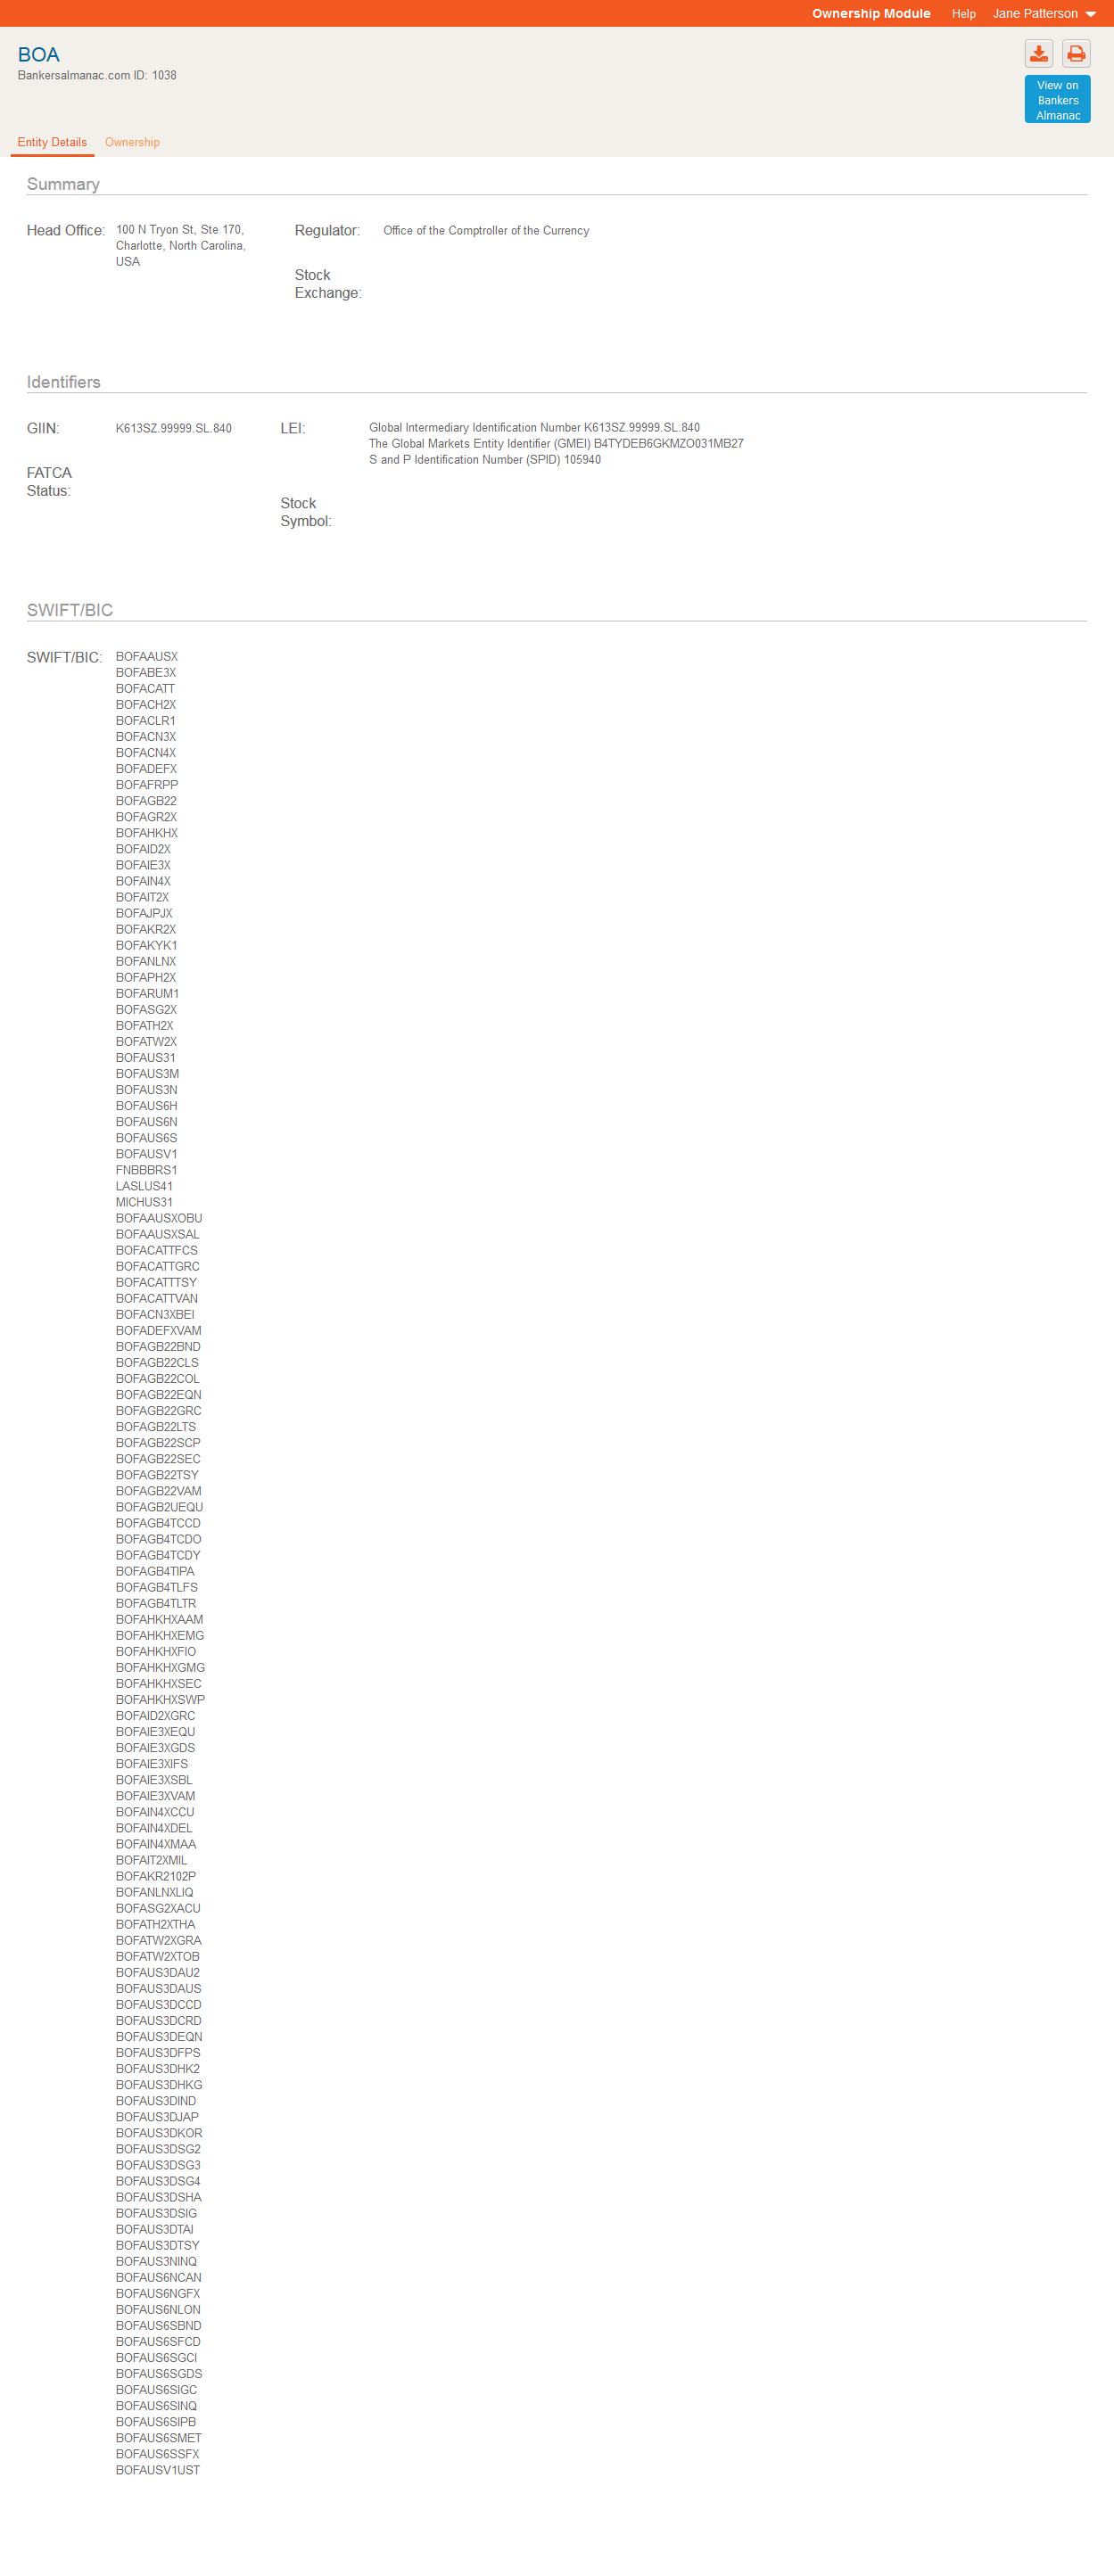 Ownership Module Help Jane Patterson
BOA
Bankersalmanac.com ID: 1038
View on
Bankers
Almanac
Entity Details Ownership
Summary
Head Office: 100 N Tryon St, Ste 170,
Charlotte, North Carolina,
USA
Regulator: Office of the Comptroller of the Currency
Stock
Exchange:
Identifiers
GIIN: K613SZ.99999.SL.840
FATCA
Status:
LEI: Global Intermediary Identification Number K613SZ.99999.SL.840
The Global Markets Entity Identifier (GMEI) B4TYDEB6GKMZO031MB27
S and P Identification Number (SPID) 105940
Stock
Symbol:
SWIFT/BIC
SWIFT/BIC: BOFAAUSX
BOFABE3X
BOFACATT
BOFACH2X
BOFACLR1
BOFACN3X
BOFACN4X
BOFADEFX
BOFAFRPP
BOFAGB22
BOFAGR2X
BOFAHKHX
BOFAID2X
BOFAIE3X
BOFAIN4X
BOFAIT2X
BOFAJPJX
BOFAKR2X
BOFAKYK1
BOFANLNX
BOFAPH2X
BOFARUM1
BOFASG2X
BOFATH2X
BOFATW2X
BOFAUS31
BOFAUS3M
BOFAUS3N
BOFAUS6H
BOFAUS6N
BOFAUS6S
BOFAUSV1
FNBBBRS1
LASLUS41
MICHUS31
BOFAAUSXOBU
BOFAAUSXSAL
BOFACATTFCS
BOFACATTGRC
BOFACATTTSY
BOFACATTVAN
BOFACN3XBEI
BOFADEFXVAM
BOFAGB22BND
BOFAGB22CLS
BOFAGB22COL
BOFAGB22EQN
BOFAGB22GRC
BOFAGB22LTS
BOFAGB22SCP
BOFAGB22SEC
BOFAGB22TSY
BOFAGB22VAM
BOFAGB2UEQU
BOFAGB4TCCD
BOFAGB4TCDO
BOFAGB4TCDY
BOFAGB4TIPA
BOFAGB4TLFS
BOFAGB4TLTR
BOFAHKHXAAM
BOFAHKHXEMG
BOFAHKHXFIO
BOFAHKHXGMG
BOFAHKHXSEC
BOFAHKHXSWP
BOFAID2XGRC
BOFAIE3XEQU
BOFAIE3XGDS
BOFAIE3XIFS
BOFAIE3XSBL
BOFAIE3XVAM
BOFAIN4XCCU
BOFAIN4XDEL
BOFAIN4XMAA
BOFAIT2XMIL
BOFAKR2102P
BOFANLNXLIQ
BOFASG2XACU
BOFATH2XTHA
BOFATW2XGRA
BOFATW2XTOB
BOFAUS3DAU2
BOFAUS3DAUS
BOFAUS3DCCD
BOFAUS3DCRD
BOFAUS3DEQN
BOFAUS3DFPS
BOFAUS3DHK2
BOFAUS3DHKG
BOFAUS3DIND
BOFAUS3DJAP
BOFAUS3DKOR
BOFAUS3DSG2
BOFAUS3DSG3
BOFAUS3DSG4
BOFAUS3DSHA
BOFAUS3DSIG
BOFAUS3DTAI
BOFAUS3DTSY
BOFAUS3NINQ
BOFAUS6NCAN
BOFAUS6NGFX
BOFAUS6NLON
BOFAUS6SBND
BOFAUS6SFCD
BOFAUS6SGCI
BOFAUS6SGDS
BOFAUS6SIGC
BOFAUS6SINQ
BOFAUS6SIPB
BOFAUS6SMET
BOFAUS6SSFX
BOFAUSV1UST